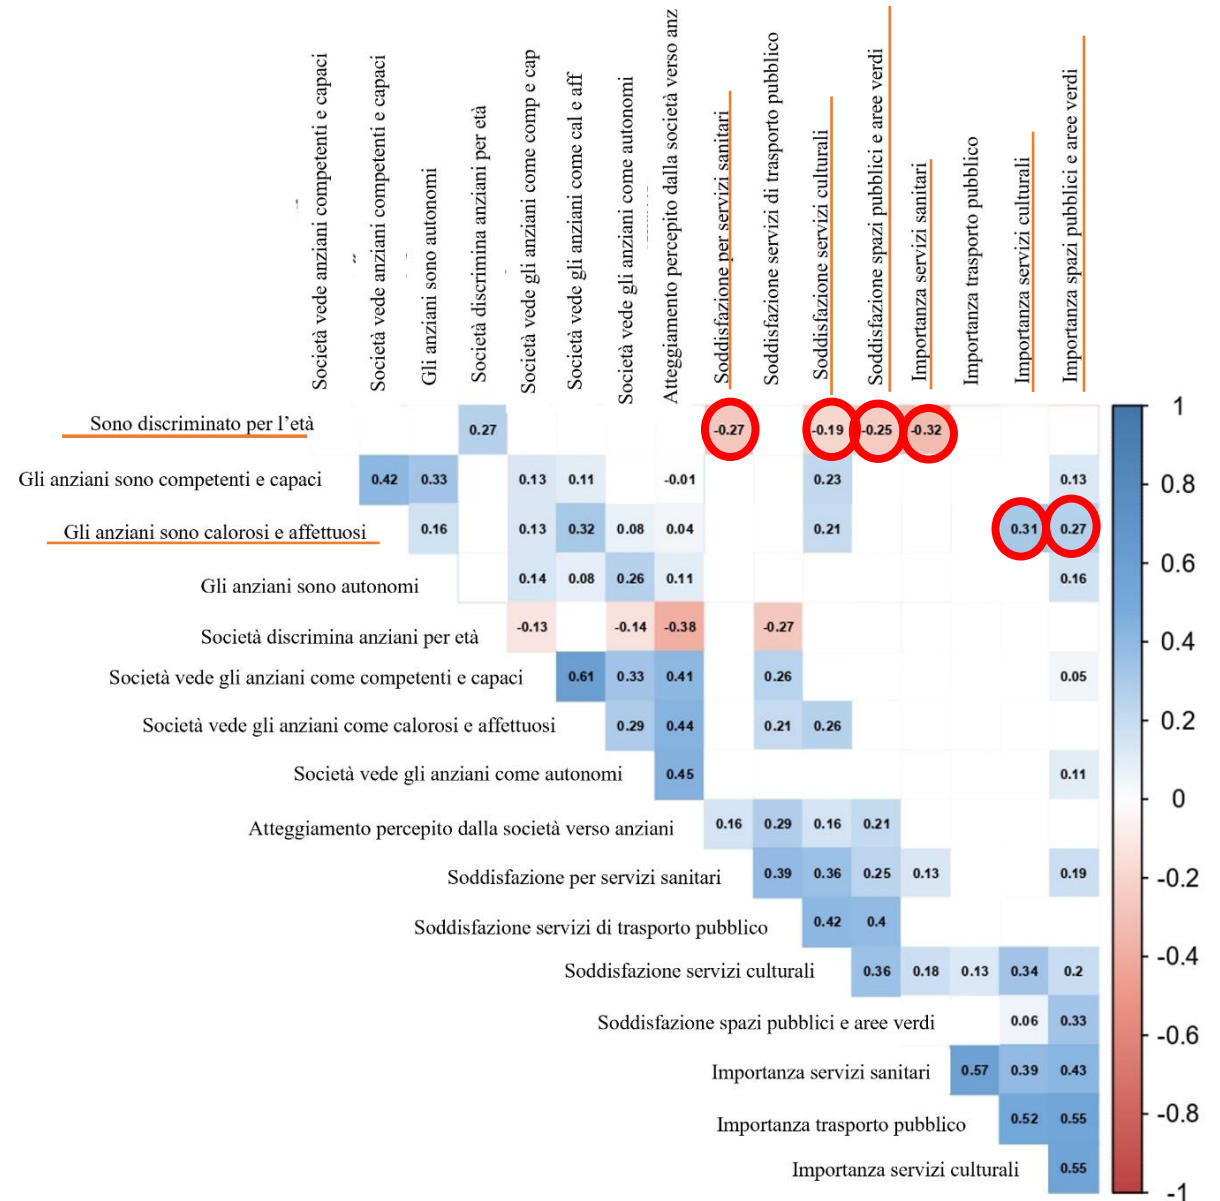 Società vede anziani competenti e capaci
Società vede anziani competenti e capaci
Gli anziani sono autonomi
Società discrimina anziani per età
Società vede gli anziani come comp e cap
Società vede gli anziani come cal e aff
Società vede gli anziani come autonomi
Atteggiamento percepito dalla società verso anz
Soddisfazione per servizi sanitari
Soddisfazione servizi di trasporto pubblico
Soddisfazione servizi culturali
Soddisfazione spazi pubblici e aree verdi
Importanza servizi sanitari
Importanza trasporto pubblico
Importanza servizi culturali
Importanza spazi pubblici e aree verdi
Sono discriminato per l'età 0.27 -0.27 -0.19 -0.25 -0.32
Gli anziani sono competenti e capaci 0.42 0.33 0.13 0.11 -0.01 0.23 0.13
Gli anziani sono calorosi e affettuosi 0.16 0.13 0.32 0.08 0.04 0.21 0.31 0.27
Gli anziani sono autonomi 0.14 0.08 0.26 0.11 0.16
Società discrimina anziani per età -0.13 -0.14 -0.38 -0.27
Società vede gli anziani come competenti e capaci 0.61 0.33 0.41 0.26 0.05
Società vede gli anziani come calorosi e affettuosi 0.29 0.44 0.21 0.26
Società vede gli anziani come autonomi 0.45 0.11
Atteggiamento percepito dalla società verso anziani 0.16 0.29 0.16 0.21
Soddisfazione per servizi sanitari 0.39 0.36 0.25 0.13 0.19
Soddisfazione servizi di trasporto pubblico 0.42 0.4
Soddisfazione servizi culturali 0.36 0.18 0.13 0.34 0.2
Soddisfazione spazi pubblici e aree verdi 0.06 0.33
Importanza servizi sanitari 0.57 0.39 0.43
Importanza trasporto pubblico 0.52 0.55
Importanza servizi culturali 0.55
1
0.8
0.6
0.4
0.2
0
-0.2
-0.4
-0.6
-0.8
-1